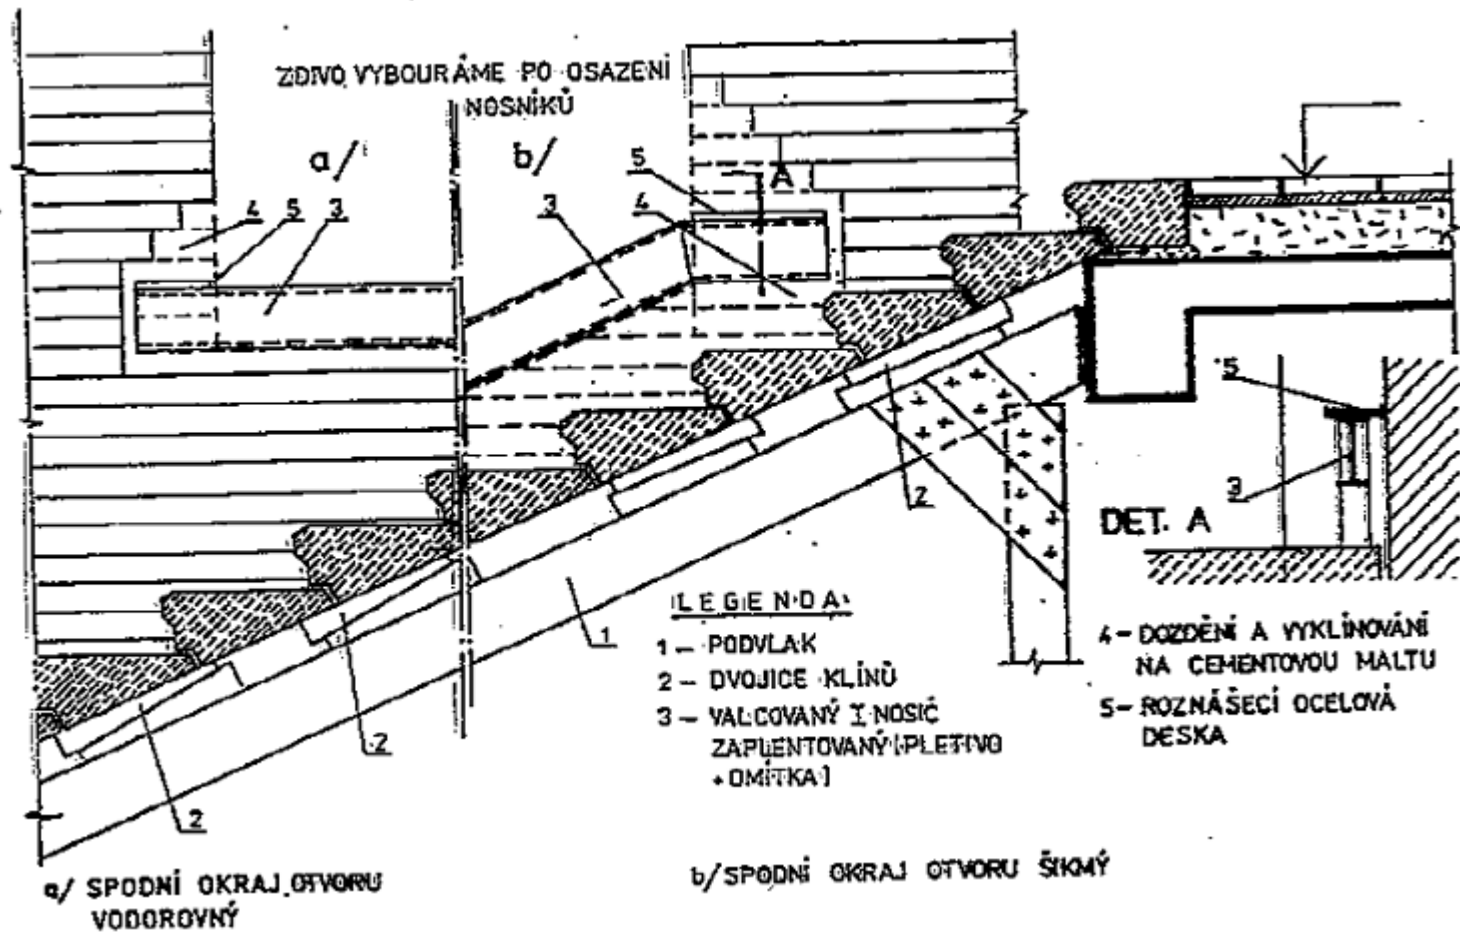 ZDIVO VYBOURÁME PO OSAZENÍ
NOSNÍKŮ
a/
b/
5
A
4
5
3
3
4
3
2
5
3
DET. A
1
2
2
LEGENDA:
1 – PODVLAK
2 – DVOJICE KLÍNŮ
3 – VALCOVANÝ I NOSIČ
ZAPLENTOVANÝ (PLETIVO
+ OMÍTKA)
4 – DOZDĚNÍ A VYKLÍNOVÁNÍ
NA CEMENTOVOU MALTU
5 – ROZNÁŠECÍ OCELOVÁ
DESKA
a/ SPODNÍ OKRAJ OTVORU
VODOROVNÝ
b/ SPODNÍ OKRAJ OTVORU ŠIKMÝ